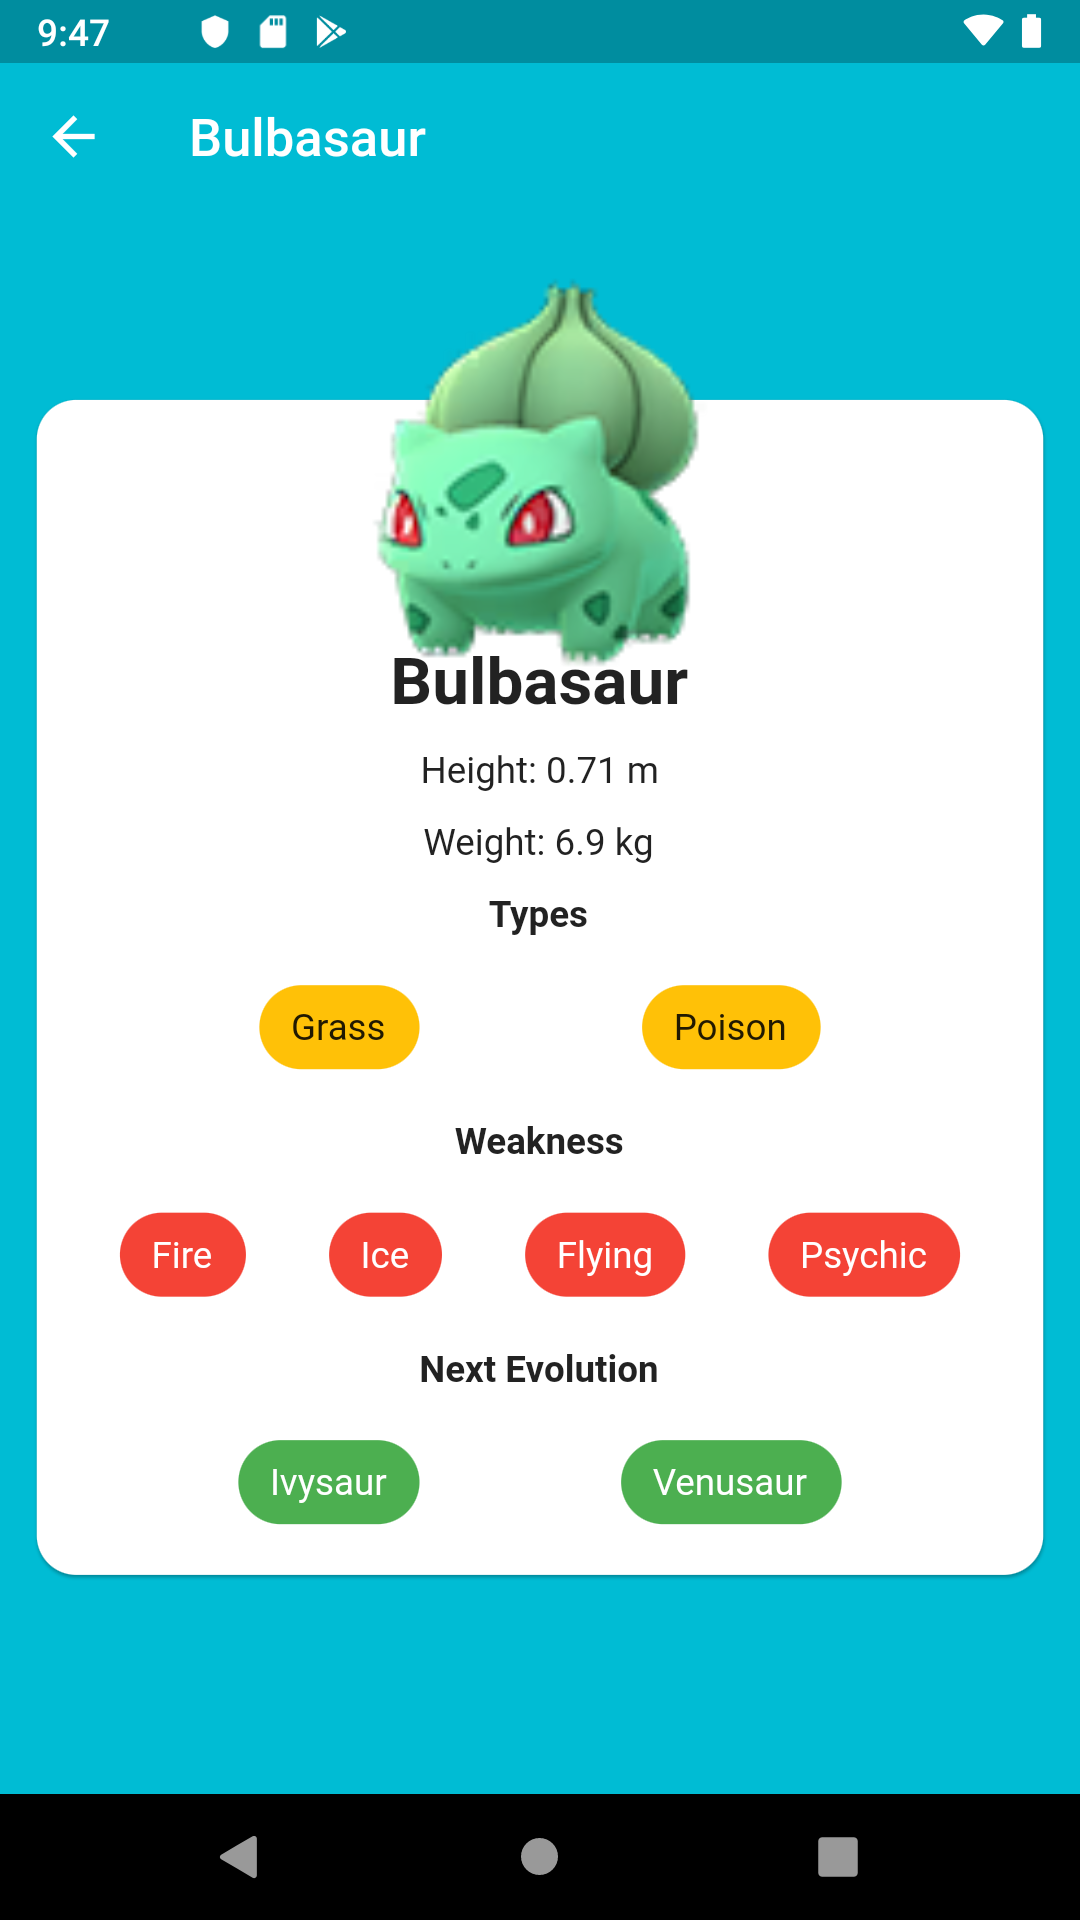 9:47
Bulbasaur
Bulbasaur
Height: 0.71 m
Weight: 6.9 kg
Types
Grass Poison
Weakness
Fire Ice Flying Psychic
Next Evolution
Ivysaur Venusaur